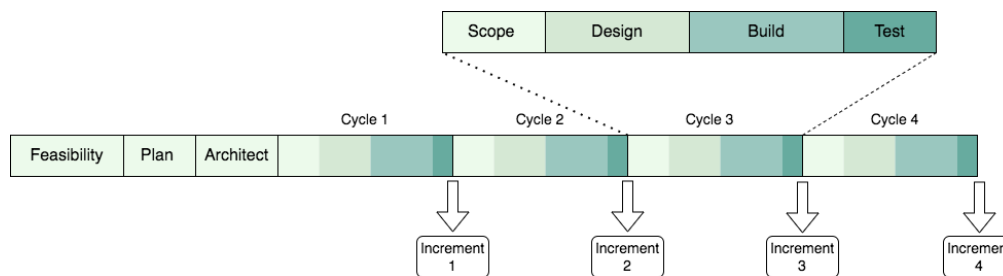 Scope Design Build Test
Cycle 1 Cycle 2 Cycle 3 Cycle 4
Feasibility Plan Architect
Increment Increment Increment Incremen
1 2 3 4